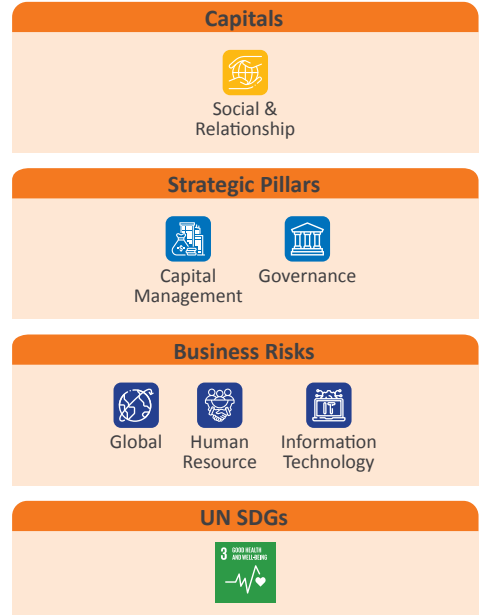 Capitals
Social &
Relationship
Strategic Pillars
Capital
Management
Governance
Business Risks
Global
Human
Resource
Information
Technology
IT
UN SDGs
3 GOOD HEALTH
AND WELL-BEING